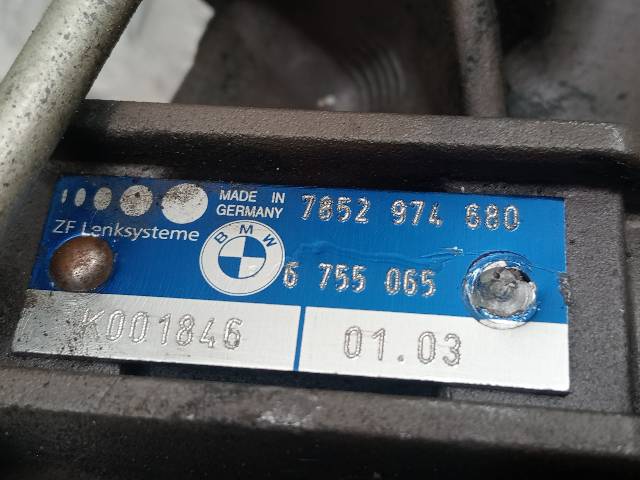 MADE IN
GERMANY
7852 974 680
ZF Lenksysteme
BMW
6 755 065
K001846
01.03